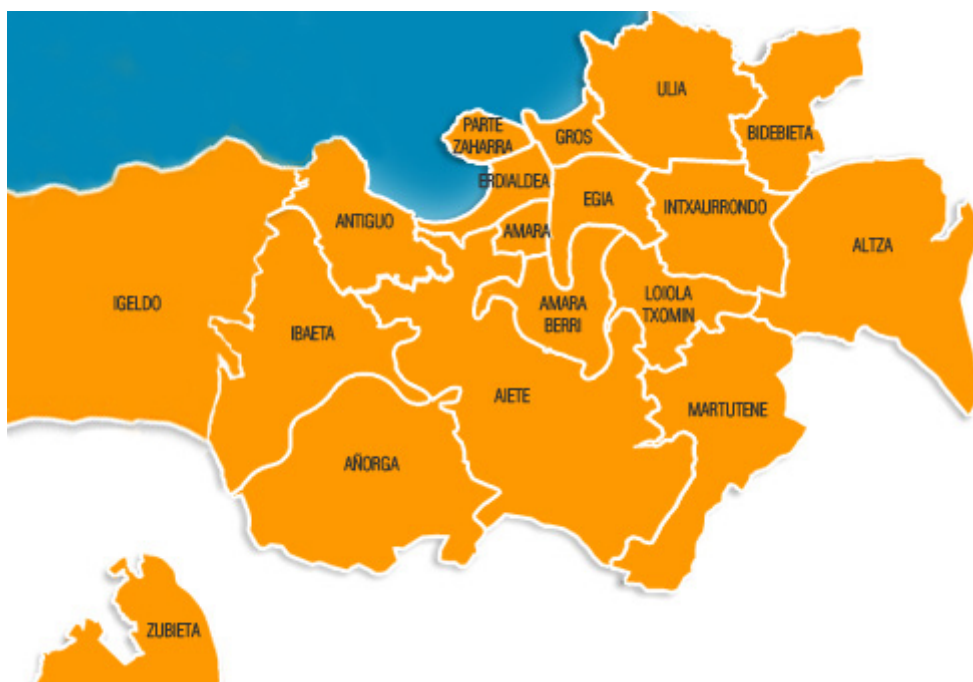 ULIA
PARTE
ZAHARRA
GROS
BIDEBIETA
ERDIALDEA
EGIA
INTXAURRONDO
ANTIGUO
AMARA
ALTZA
IGELDO
LOIOLA
TXOMIN
AMARA
BERRI
IBAETA
AIETE
MARTUTENE
AÑORGA
ZUBIETA